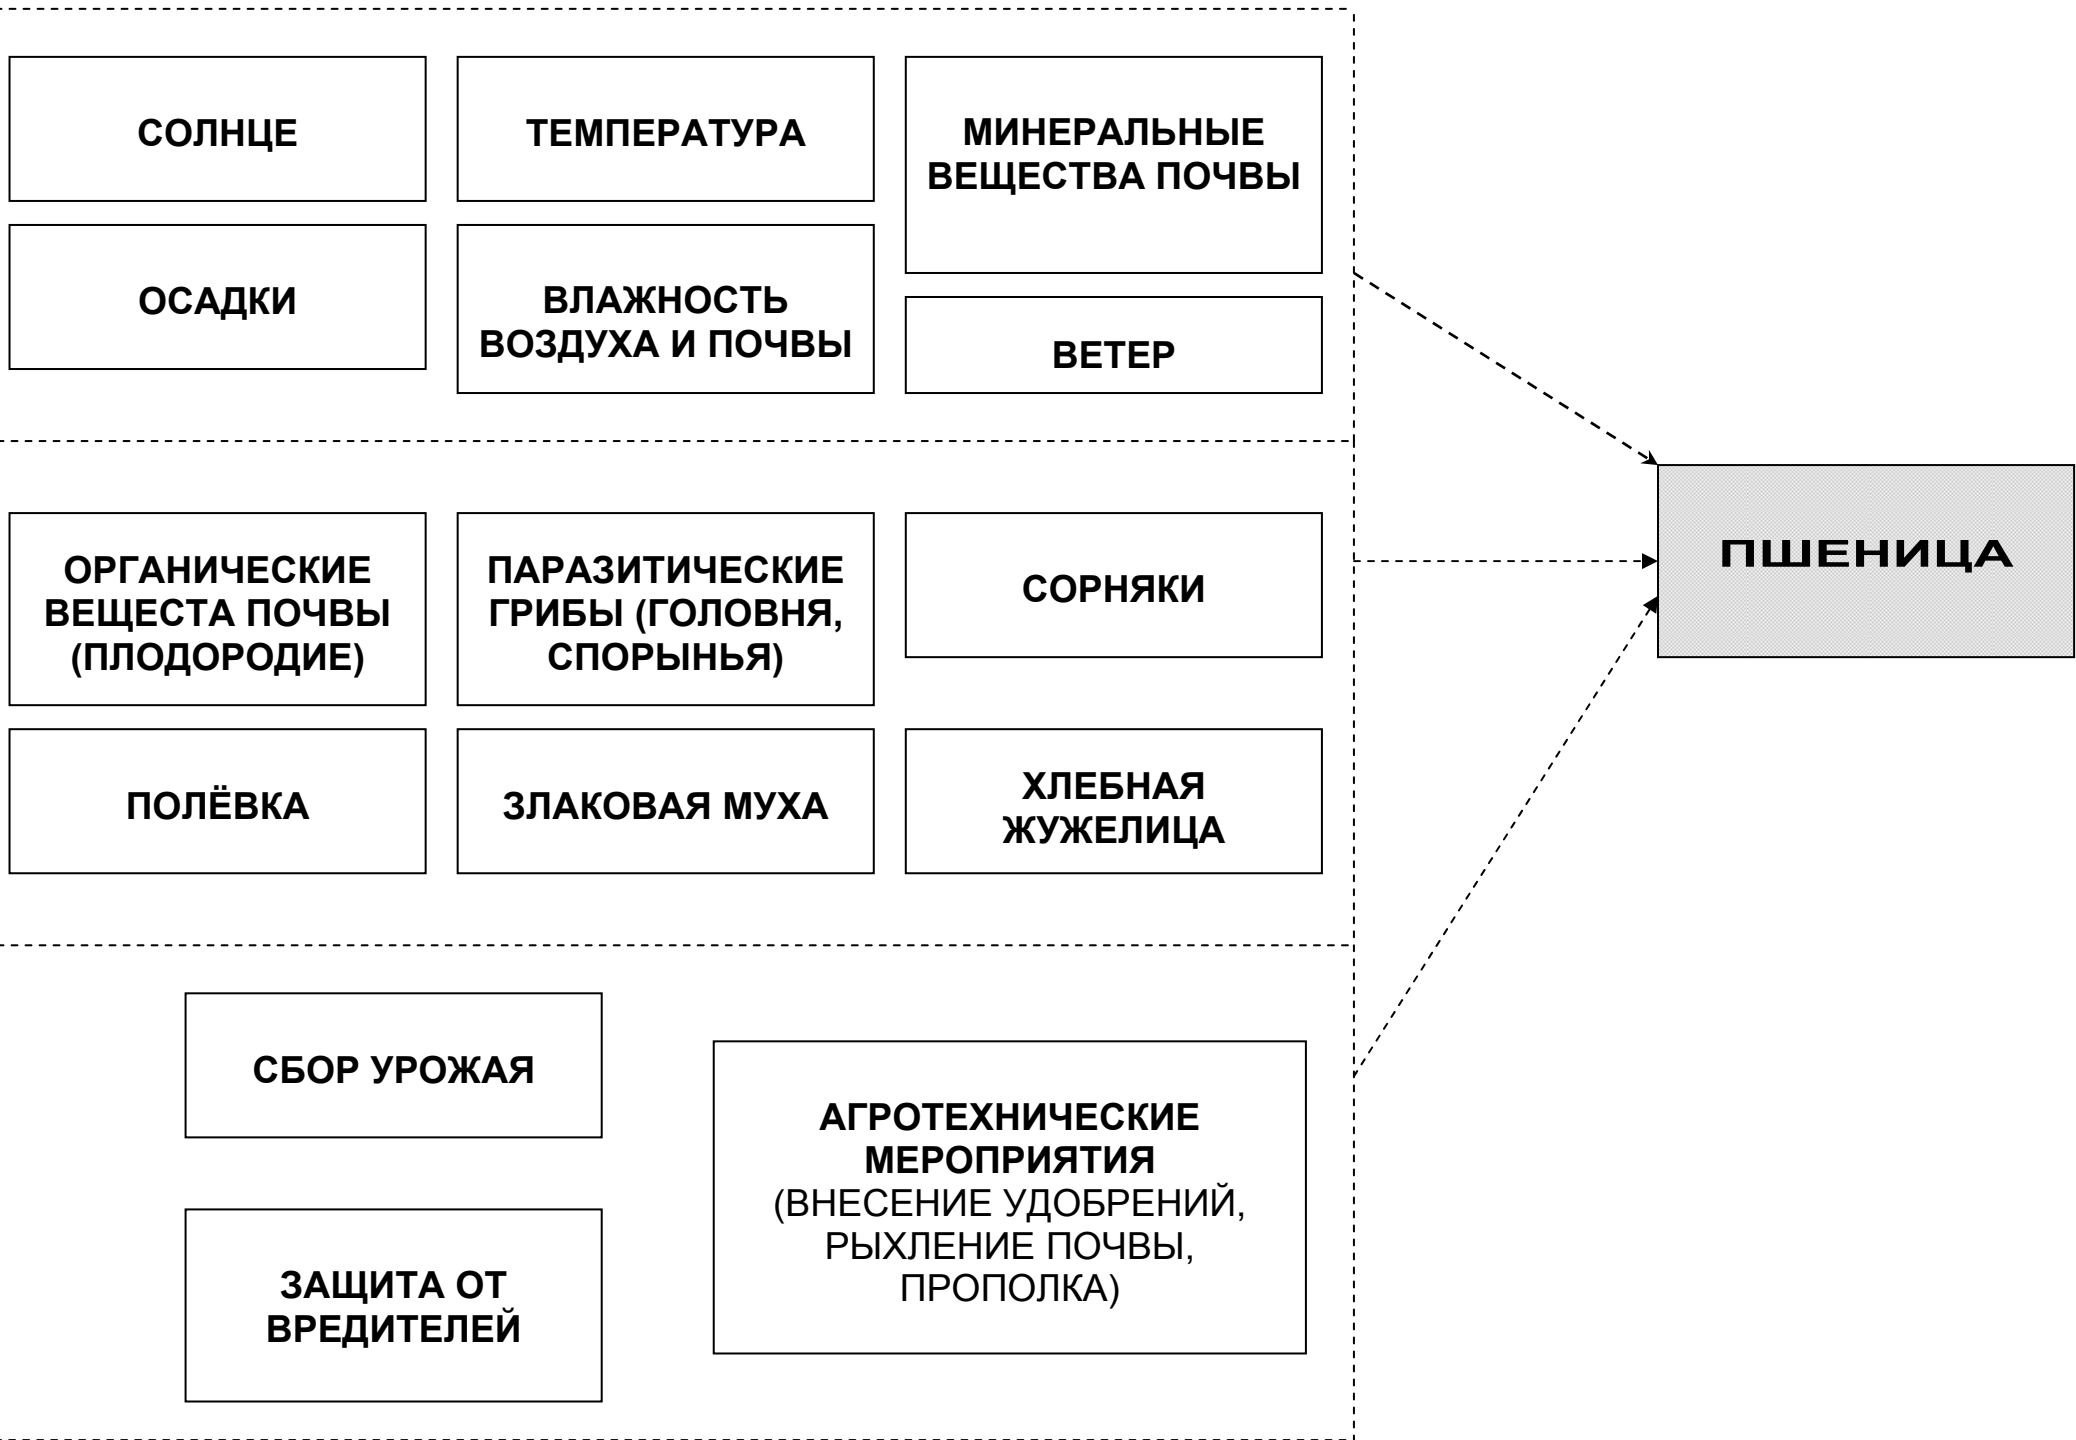 СОЛНЦЕ
ТЕМПЕРАТУРА
МИНЕРАЛЬНЫЕ
ВЕЩЕСТВА ПОЧВЫ
ОСАДКИ
ВЛАЖНОСТЬ
ВОЗДУХА И ПОЧВЫ
ВЕТЕР
ОРГАНИЧЕСКИЕ
ВЕЩЕСТА ПОЧВЫ
(ПЛОДОРОДИЕ)
ПАРАЗИТИЧЕСКИЕ
ГРИБЫ (ГОЛОВНЯ,
СПОРЫНЬЯ)
СОРНЯКИ
ПОЛЁВКА
ЗЛАКОВАЯ МУХА
ХЛЕБНАЯ
ЖУЖЕЛИЦА
СБОР УРОЖАЯ
ЗАЩИТА ОТ
ВРЕДИТЕЛЕЙ
АГРОТЕХНИЧЕСКИЕ
МЕРОПРИЯТИЯ
(ВНЕСЕНИЕ УДОБРЕНИЙ,
РЫХЛЕНИЕ ПОЧВЫ,
ПРОПОЛКА)
ПШЕНИЦА